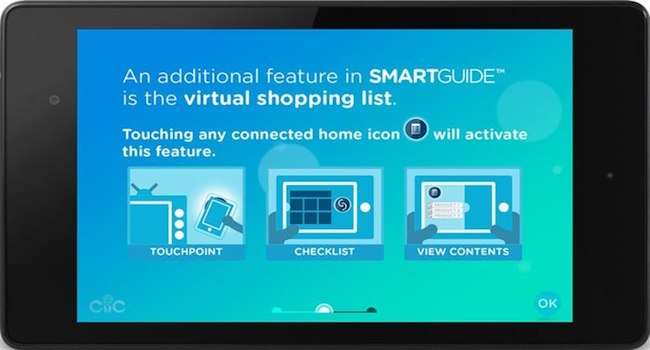 An additional feature in SMARTGUIDE™
is the virtual shopping list.
Touching any connected home icon will activate
this feature.
TOUCHPOINT
CHECKLIST
VIEW CONTENTS
CiiC
OK